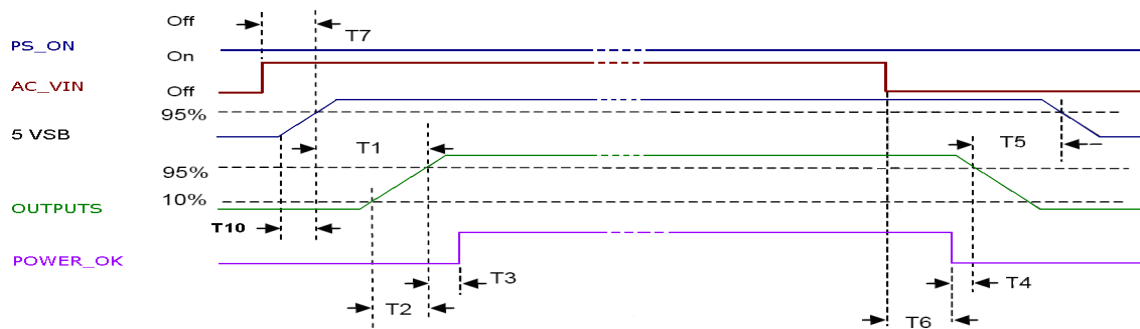 Off
T7
PS_ON
On
AC_VIN
Off
95%
5 VSB
T1
T5
95%
10%
OUTPUTS
T10
POWER_OK
T3
T4
T2
T6